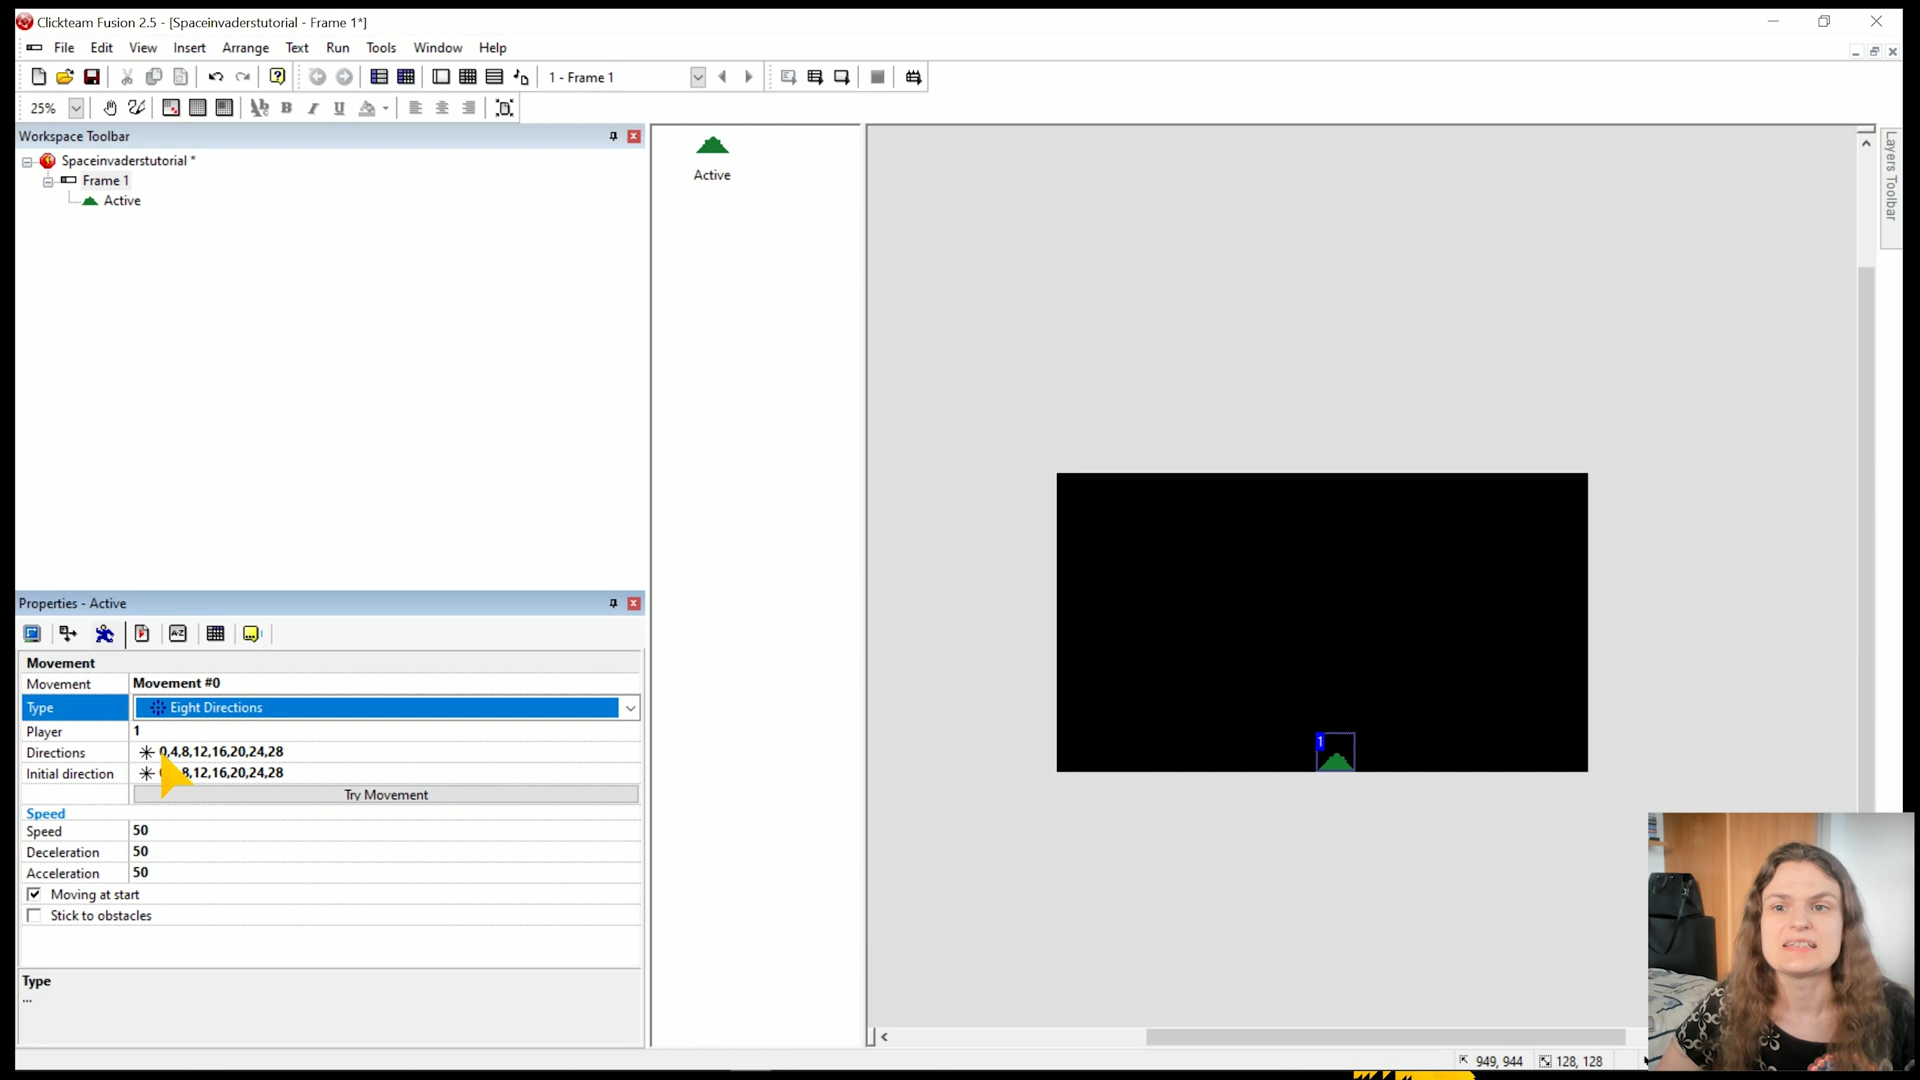 Clickteam Fusion 2.5 - [Spaceinvaderstutorial - Frame 1*]
File Edit View Insert Arrange Text Run Tools Window Help
1 - Frame 1
25%
Workspace Toolbar
Spaceinvaderstutorial *
Frame 1
Active
Active
Layers Toolbar
Properties - Active
Movement
Movement Movement #0
Type Eight Directions
Player 1
Directions 0,4,8,12,16,20,24,28
Initial direction 8,12,16,20,24,28
Try Movement
Speed
Speed 50
Deceleration 50
Acceleration 50
Moving at start
Stick to obstacles
Type
...
1
949, 944 128, 128